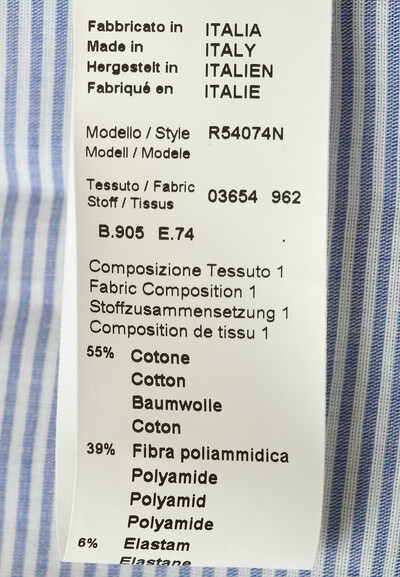 Fabbricato in ITALIA
Made in ITALY
Hergestelt in ITALIEN
Fabriqué en ITALIE
Modello / Style R54074N
Modell / Modele
Tessuto / Fabric 03654 962
Stoff / Tissus
B.905 E.74
Composizione Tessuto 1
Fabric Composition 1
Stoffzusammensetzung 1
Composition de tissu 1
55% Cotone
Cotton
Baumwolle
Coton
39% Fibra poliammidica
Polyamide
Polyamid
Polyamide
6% Elastam
Elastane